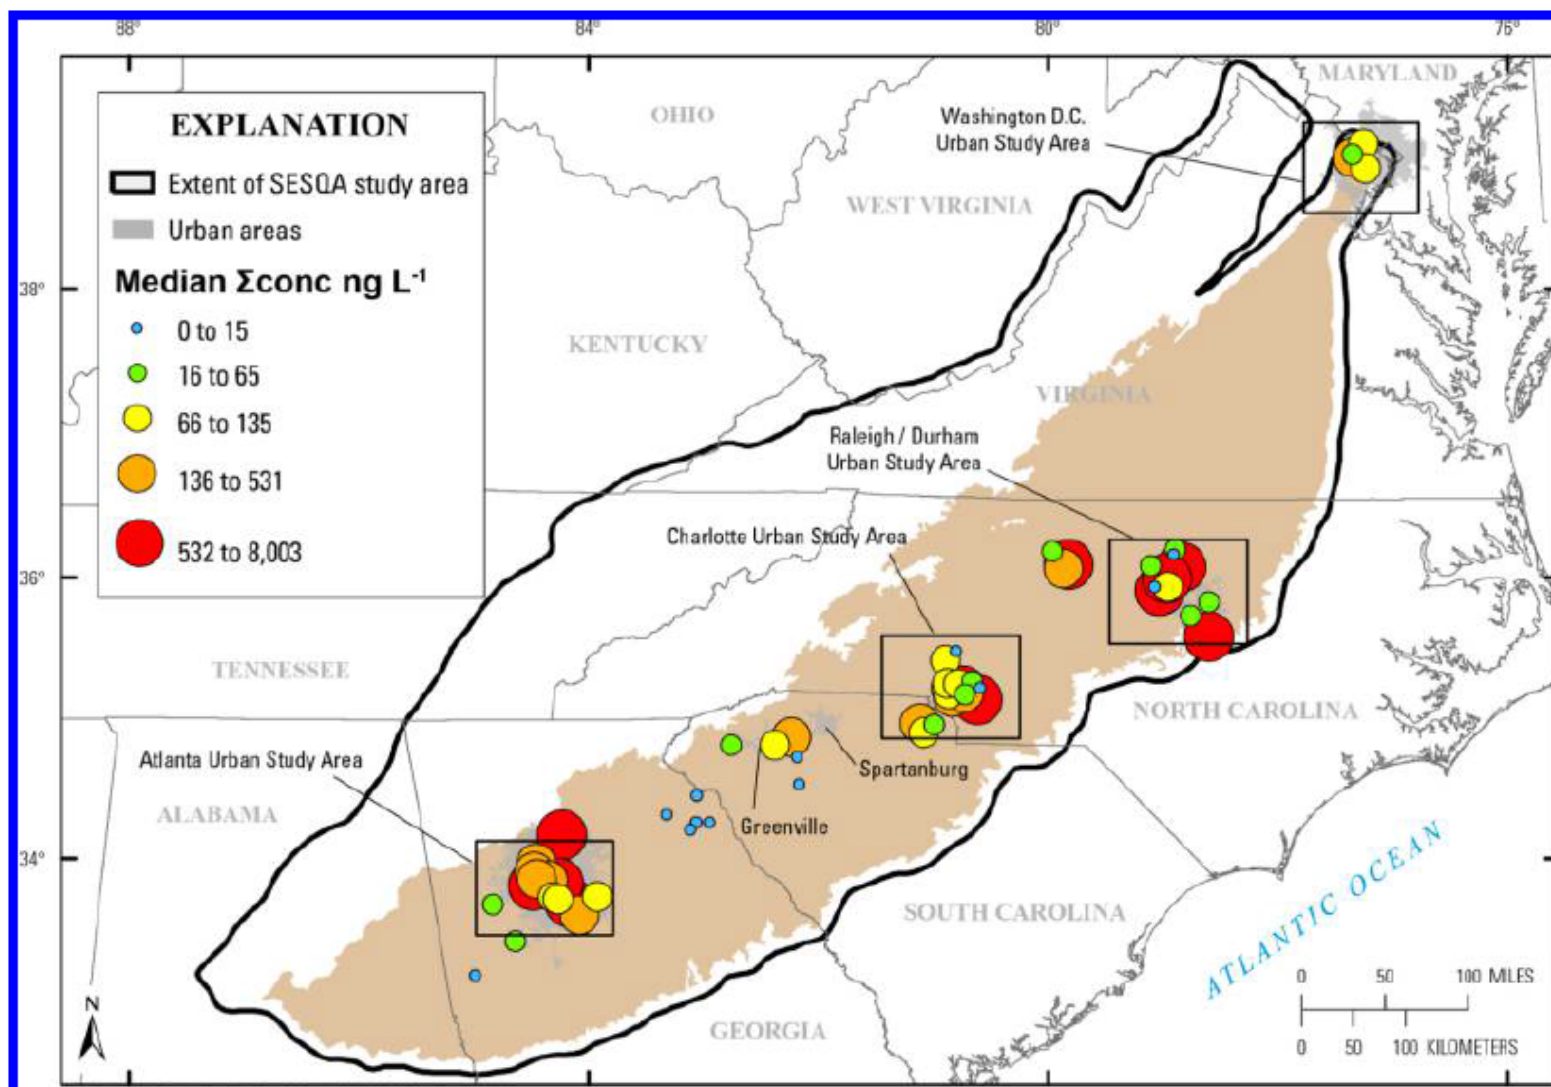 88°
84°
80°
76°
EXPLANATION
Extent of SESQA study area
Urban areas
Median Σconc ng L⁻¹
0 to 15
16 to 65
66 to 135
136 to 531
532 to 8,003
OHIO
MARYLAND
Washington D.C.
Urban Study Area
WEST VIRGINIA
38°
KENTUCKY
VIRGINIA
Raleigh / Durham
Urban Study Area
Charlotte Urban Study Area
36°
TENNESSEE
NORTH CAROLINA
Atlanta Urban Study Area
Spartanburg
ALABAMA
Greenville
34°
SOUTH CAROLINA
ATLANTIC OCEAN
GEORGIA
N
0 50 100 MILES
0 50 100 KILOMETERS